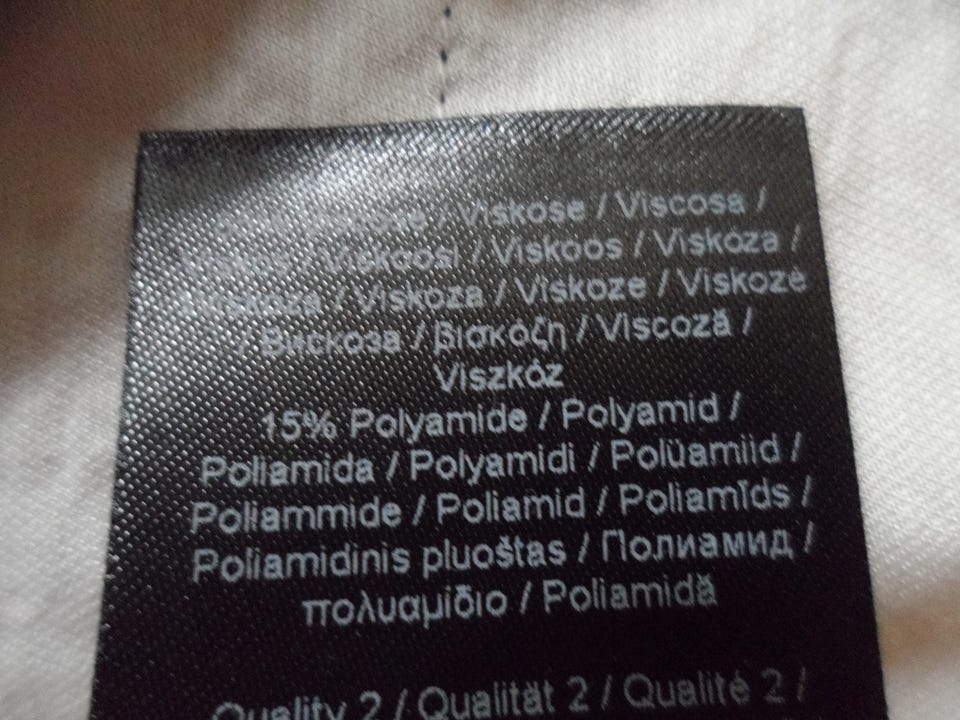 / Viskose / Viscosa /
/ Viskoosi / Viskoos / Viskoza /
Viskoza / Viskoza / Viskoze / Viskozė
/ Вискоза / βισκόζη / Viscoză /
Viszkóz
15% Polyamide / Polyamid /
Poliamida / Polyamidi / Polüamiid /
Poliammide / Poliamid / Poliamīds /
Poliamidinis pluoštas / Полиамид /
πολυαμίδιο / Poliamidă
Quality 2 / Qualität 2 / Qualité 2 /